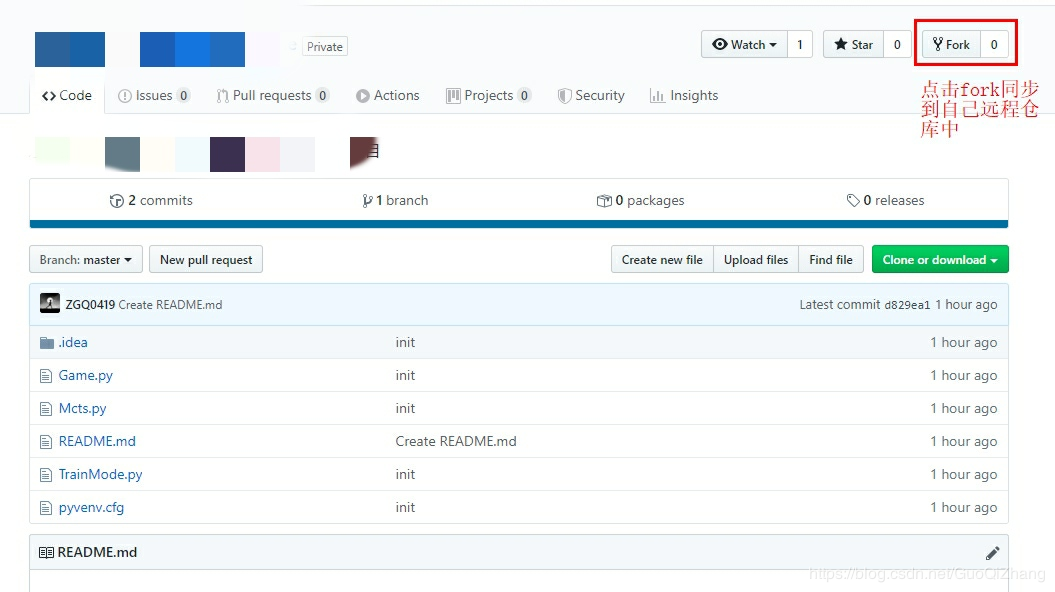 Private
Watch 1 Star 0 Fork 0
Code Issues 0 Pull requests 0 Actions Projects 0 Security Insights
点击fork同步
到自己远程仓
库中
目
2 commits 1 branch 0 packages 0 releases
Branch: master New pull request Create new file Upload files Find file Clone or download
ZGQ0419 Create README.md Latest commit d829ea1 1 hour ago
.idea init 1 hour ago
Game.py init 1 hour ago
Mcts.py init 1 hour ago
README.md Create README.md 1 hour ago
TrainMode.py init 1 hour ago
pyvenv.cfg init 1 hour ago
README.md
https://blog.csdn.net/GuoQiZhang